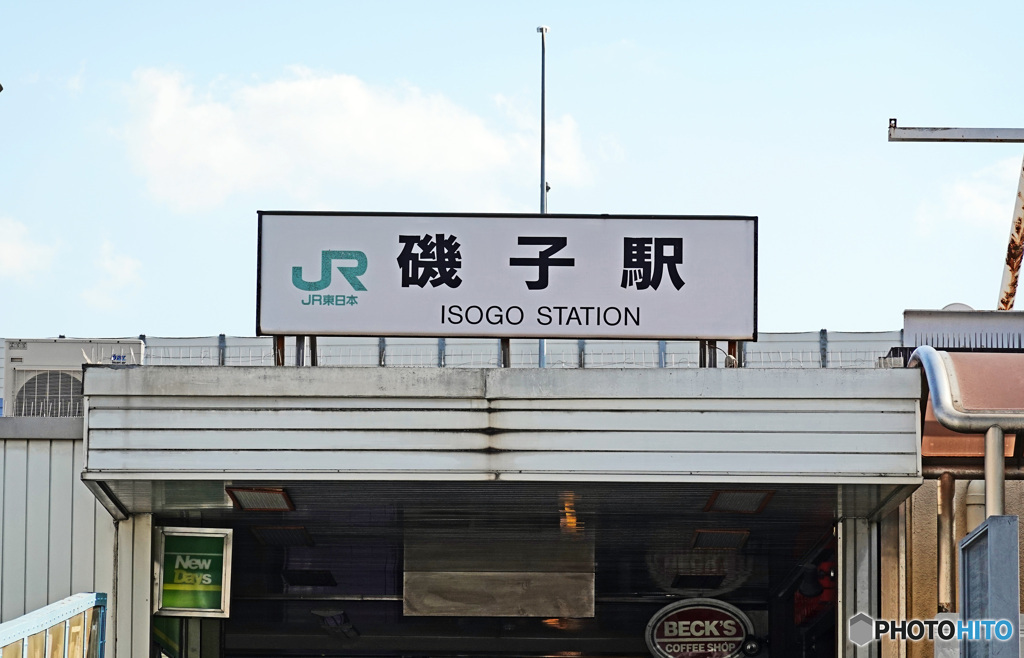 JR
JR東日本
磯子駅
ISOGO STATION
New
Days
BECK'S
COFFEE SHOP
PHOTOHITO